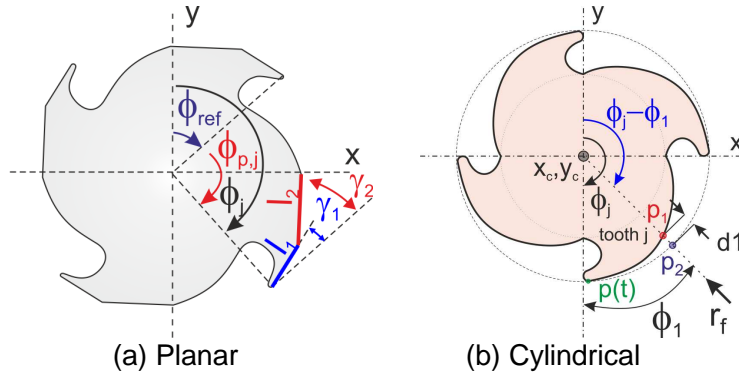 y
ϕref
ϕp,j
ϕj
x
γ2
γ1
l2
l1
(a) Planar
y
x
ϕj−ϕ1
xc,yc
ϕj
p1
tooth j
d1
p2
p(t)
rf
ϕ1
(b) Cylindrical